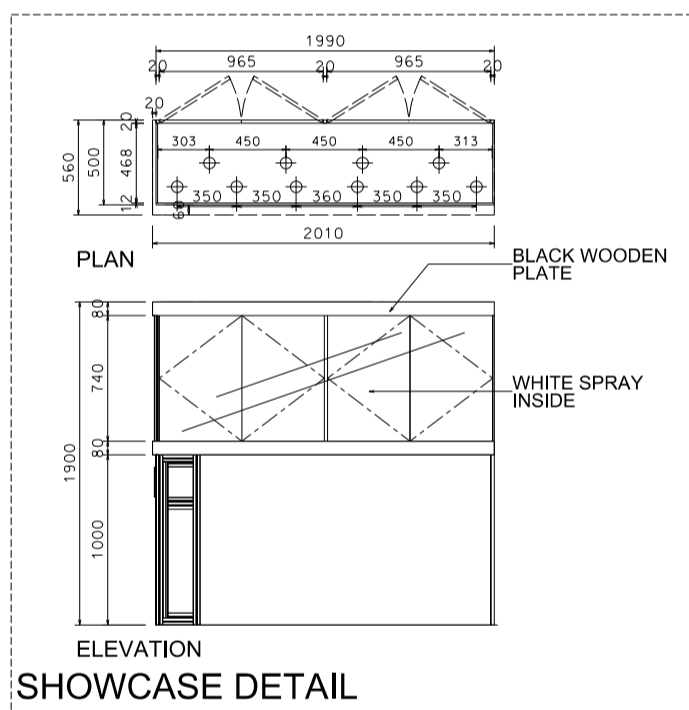 1990
20 965 20 965 20
20
20
303 450 450 450 313
560 500 468
12
60
350 350 360 350 350
2010
PLAN
BLACK WOODEN
PLATE
80
740
WHITE SPRAY
INSIDE
80
1900
1000
ELEVATION
SHOWCASE DETAIL